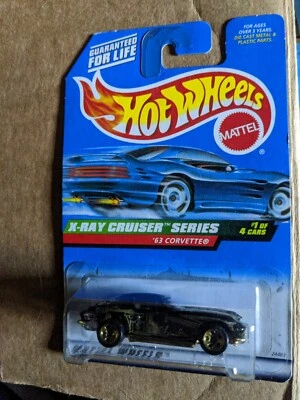 GUARANTEED
FOR LIFE
FOR AGES
OVER 3 YEARS.
DIE CAST METAL &
PLASTIC PARTS.
HOT WHEELS
MATTEL
X-RAY CRUISER™ SERIES
#1 OF
4 CARS
'63 CORVETTE®